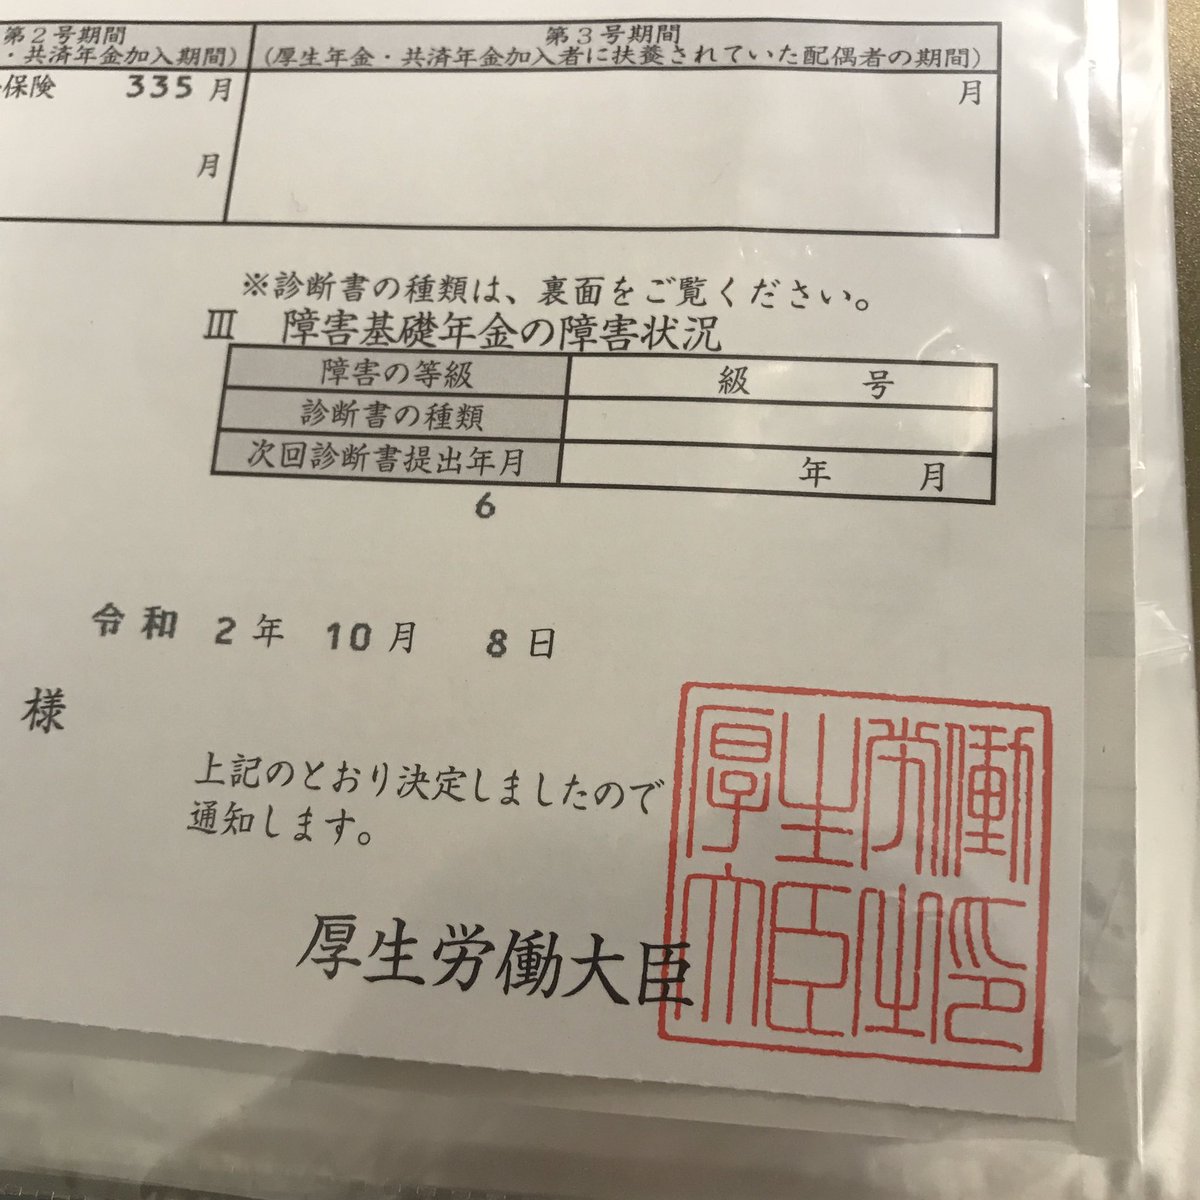 第2号期間 第3号期間
・共済年金加入期間) (厚生年金・共済年金加入者に扶養されていた配偶者の期間)
保険 335月 月
月
※診断書の種類は、裏面をご覧ください。
Ⅲ 障害基礎年金の障害状況
障害の等級 級 号
診断書の種類
次回診断書提出年月 年 月
6
令和 2年 10月 8日
様
上記のとおり決定しましたので
通知します。
厚生労働大臣
厚生労働
大臣之印